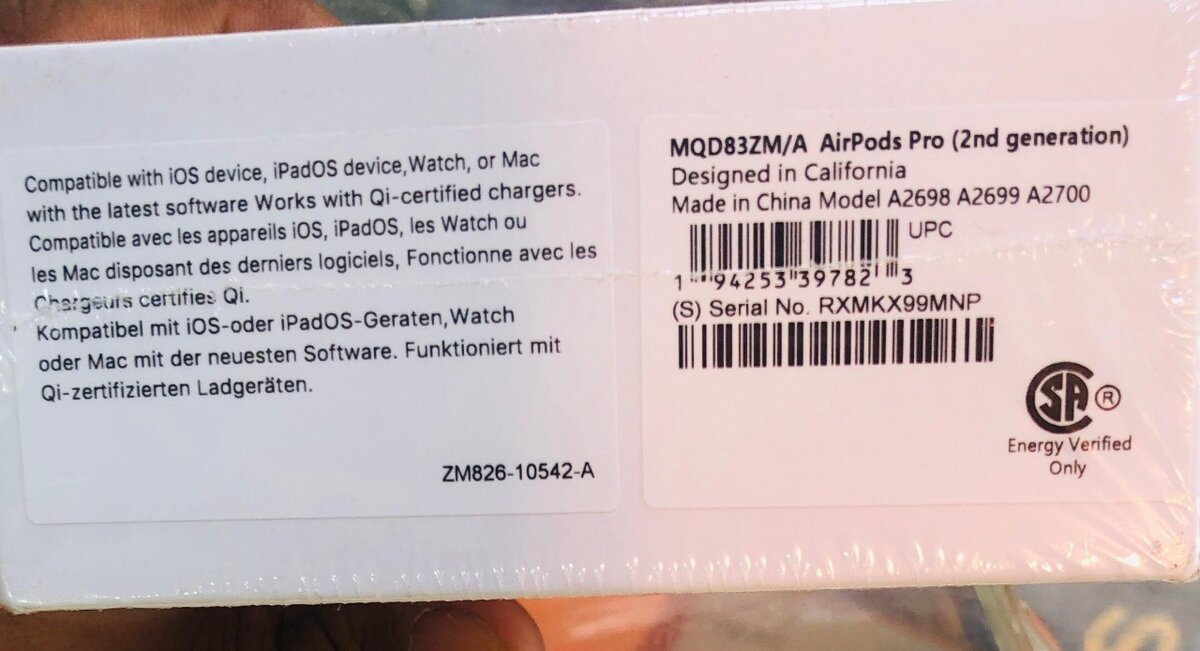 Compatible with iOS device, iPadOS device,Watch, or Mac
with the latest software Works with Qi-certified chargers.
Compatible avec les appareils iOS, iPadOS, les Watch ou
les Mac disposant des derniers logiciels, Fonctionne avec les
Chargeurs certifies Qi.
Kompatibel mit iOS-oder iPadOS-Geraten,Watch
oder Mac mit der neuesten Software. Funktioniert mit
Qi-zertifizierten Ladgeräten.
ZM826-10542-A
MQD83ZM/A AirPods Pro (2nd generation)
Designed in California
Made in China Model A2698 A2699 A2700
UPC
1 94253 39782 3
(S) Serial No. RXMKX99MNP
SA ®
Energy Verified
Only
S